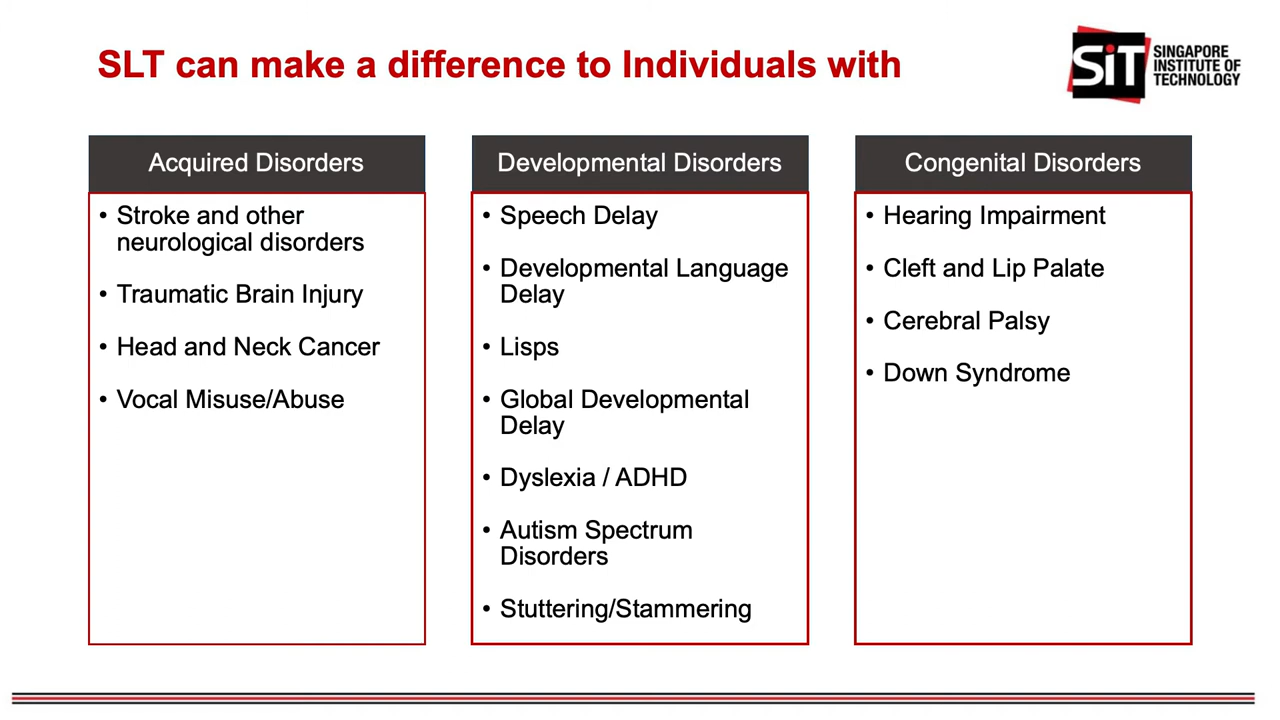 SLT can make a difference to Individuals with
SiT
SINGAPORE
INSTITUTE OF
TECHNOLOGY
Acquired Disorders
• Stroke and other
neurological disorders
• Traumatic Brain Injury
• Head and Neck Cancer
• Vocal Misuse/Abuse
Developmental Disorders
• Speech Delay
• Developmental Language
Delay
• Lisps
• Global Developmental
Delay
• Dyslexia / ADHD
• Autism Spectrum
Disorders
• Stuttering/Stammering
Congenital Disorders
• Hearing Impairment
• Cleft and Lip Palate
• Cerebral Palsy
• Down Syndrome